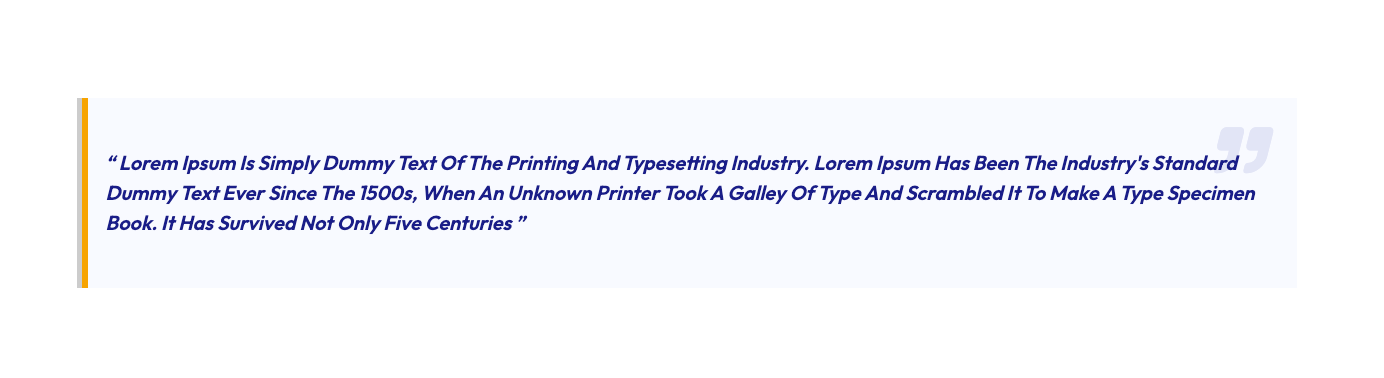 “ Lorem Ipsum Is Simply Dummy Text Of The Printing And Typesetting Industry. Lorem Ipsum Has Been The Industry's Standard
Dummy Text Ever Since The 1500s, When An Unknown Printer Took A Galley Of Type And Scrambled It To Make A Type Specimen
Book. It Has Survived Not Only Five Centuries ”